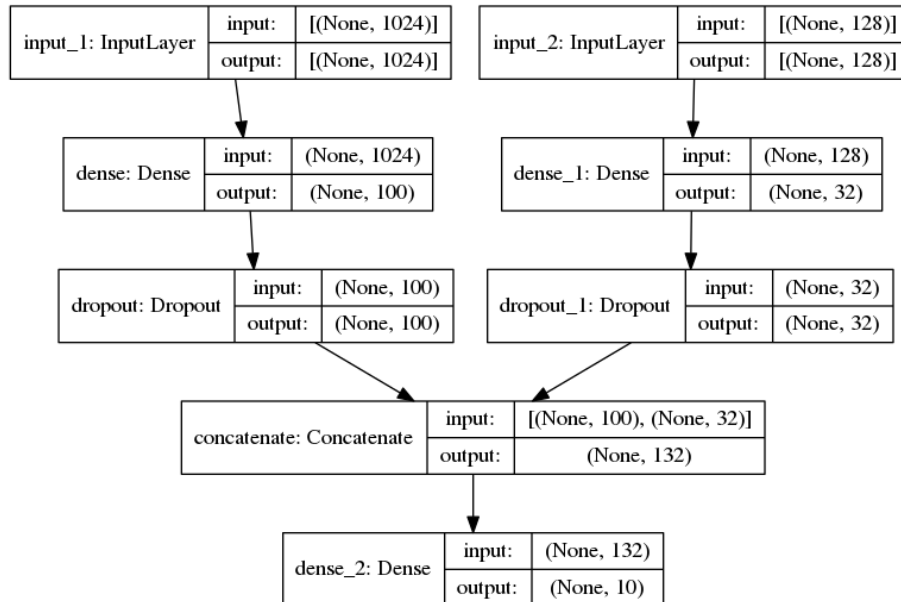 input_1: InputLayer
input: [(None, 1024)]
output: [(None, 1024)]
input_2: InputLayer
input: [(None, 128)]
output: [(None, 128)]
dense: Dense
input: (None, 1024)
output: (None, 100)
dense_1: Dense
input: (None, 128)
output: (None, 32)
dropout: Dropout
input: (None, 100)
output: (None, 100)
dropout_1: Dropout
input: (None, 32)
output: (None, 32)
concatenate: Concatenate
input: [(None, 100), (None, 32)]
output: (None, 132)
dense_2: Dense
input: (None, 132)
output: (None, 10)